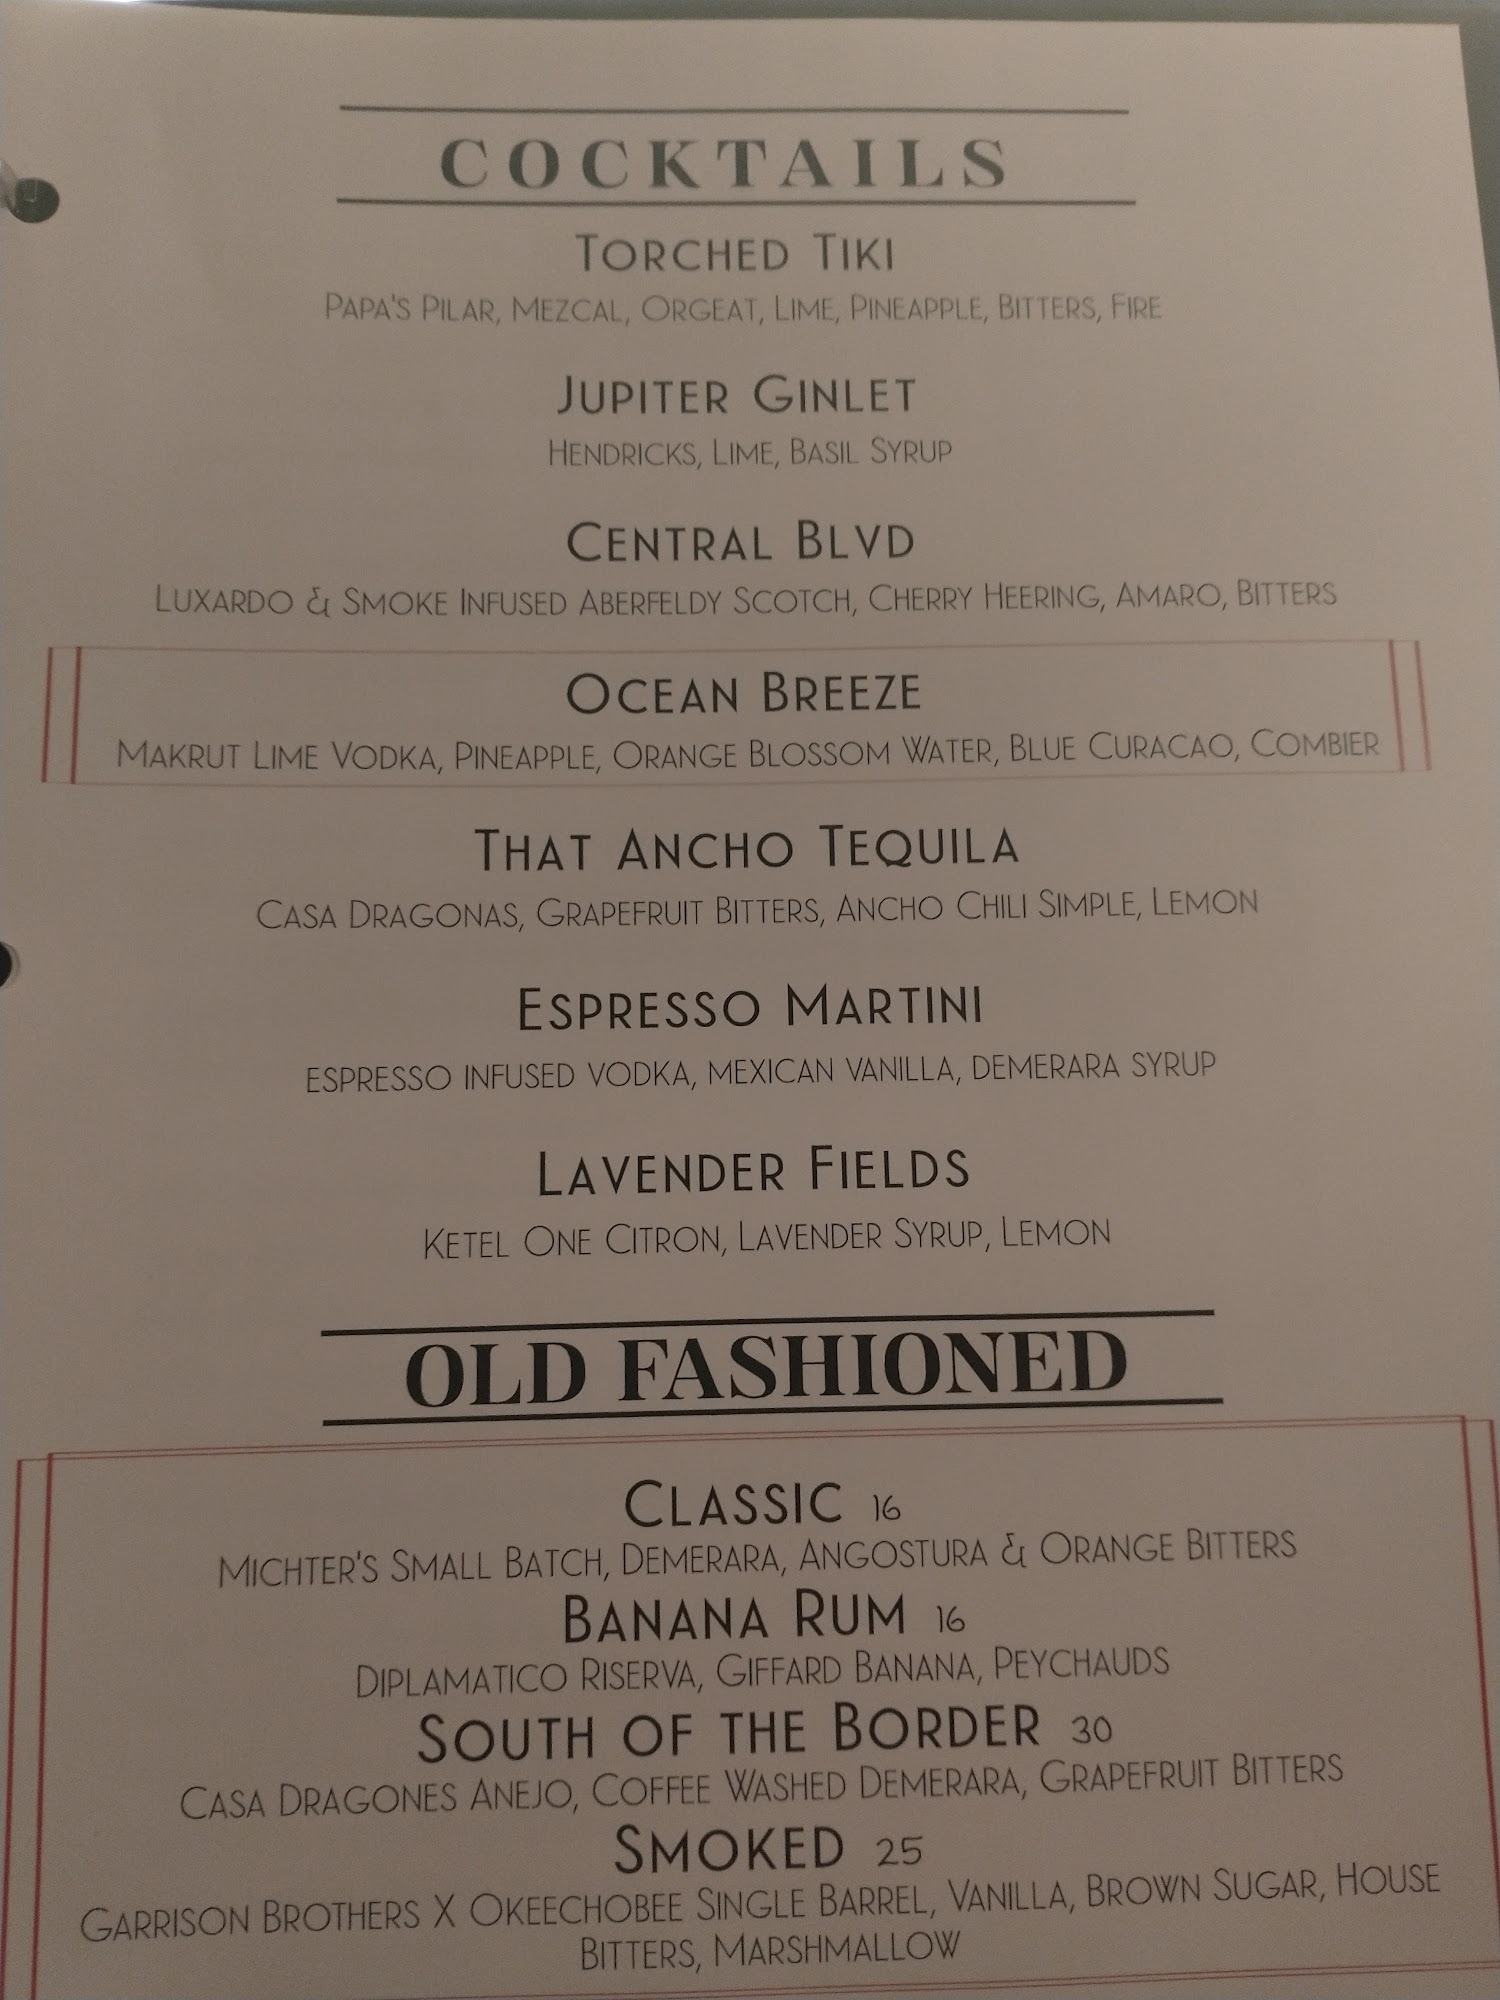 COCKTAILS
TORCHED TIKI
PAPA'S PILAR, MEZCAL, ORGEAT, LIME, PINEAPPLE, BITTERS, FIRE
JUPITER GINLET
HENDRICKS, LIME, BASIL SYRUP
CENTRAL BLVD
LUXARDO & SMOKE INFUSED ABERFELDY SCOTCH, CHERRY HEERING, AMARO, BITTERS
OCEAN BREEZE
MAKRUT LIME VODKA, PINEAPPLE, ORANGE BLOSSOM WATER, BLUE CURACAO, COMBIER
THAT ANCHO TEQUILA
CASA DRAGONAS, GRAPEFRUIT BITTERS, ANCHO CHILI SIMPLE, LEMON
ESPRESSO MARTINI
ESPRESSO INFUSED VODKA, MEXICAN VANILLA, DEMERARA SYRUP
LAVENDER FIELDS
KETEL ONE CITRON, LAVENDER SYRUP, LEMON
OLD FASHIONED
CLASSIC 16
MICHTER'S SMALL BATCH, DEMERARA, ANGOSTURA & ORANGE BITTERS
BANANA RUM 16
DIPLAMATICO RISERVA, GIFFARD BANANA, PEYCHAUDS
SOUTH OF THE BORDER 30
CASA DRAGONES ANEJO, COFFEE WASHED DEMERARA, GRAPEFRUIT BITTERS
SMOKED 25
GARRISON BROTHERS X OKEECHOBEE SINGLE BARREL, VANILLA, BROWN SUGAR, HOUSE
BITTERS, MARSHMALLOW